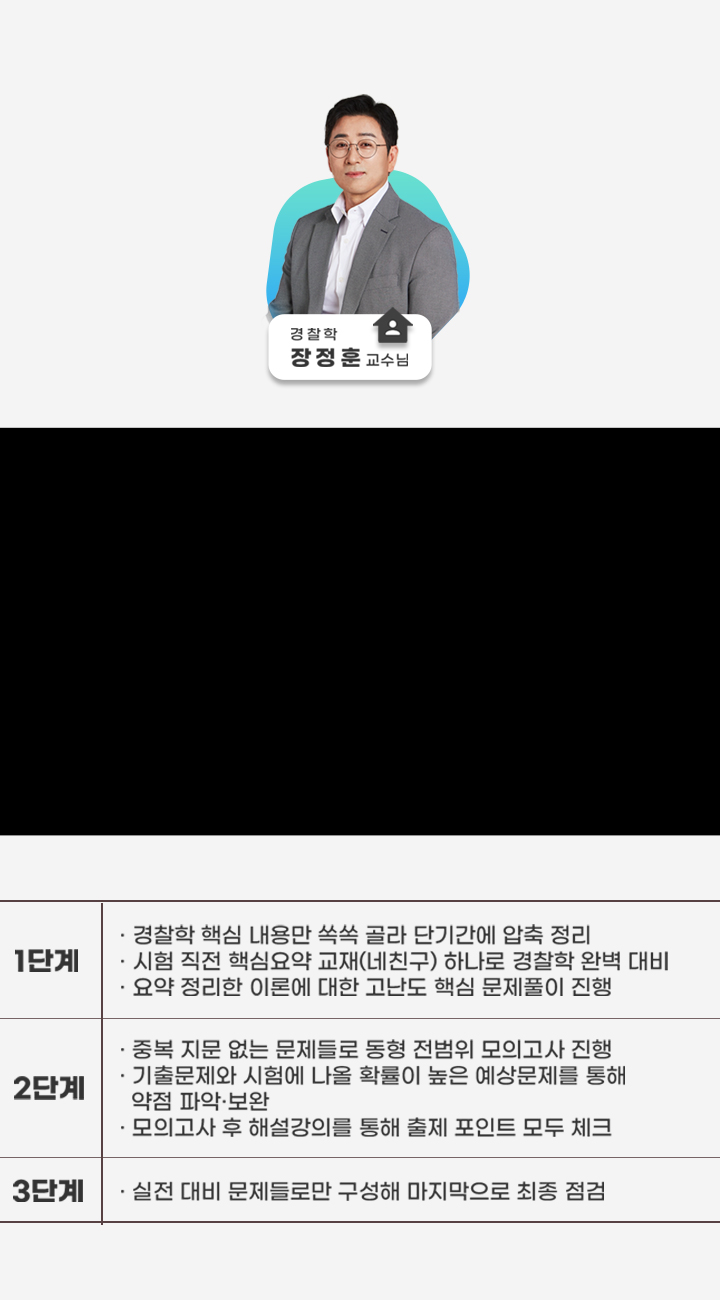 경찰학
장정훈 교수님
1단계
· 경찰학 핵심 내용만 쏙쏙 골라 단기간에 압축 정리
· 시험 직전 핵심요약 교재(네친구) 하나로 경찰학 완벽 대비
· 요약 정리한 이론에 대한 고난도 핵심 문제풀이 진행
2단계
· 중복 지문 없는 문제들로 동형 전범위 모의고사 진행
· 기출문제와 시험에 나올 확률이 높은 예상문제를 통해
약점 파악·보완
· 모의고사 후 해설강의를 통해 출제 포인트 모두 체크
3단계
· 실전 대비 문제들로만 구성해 마지막으로 최종 점검